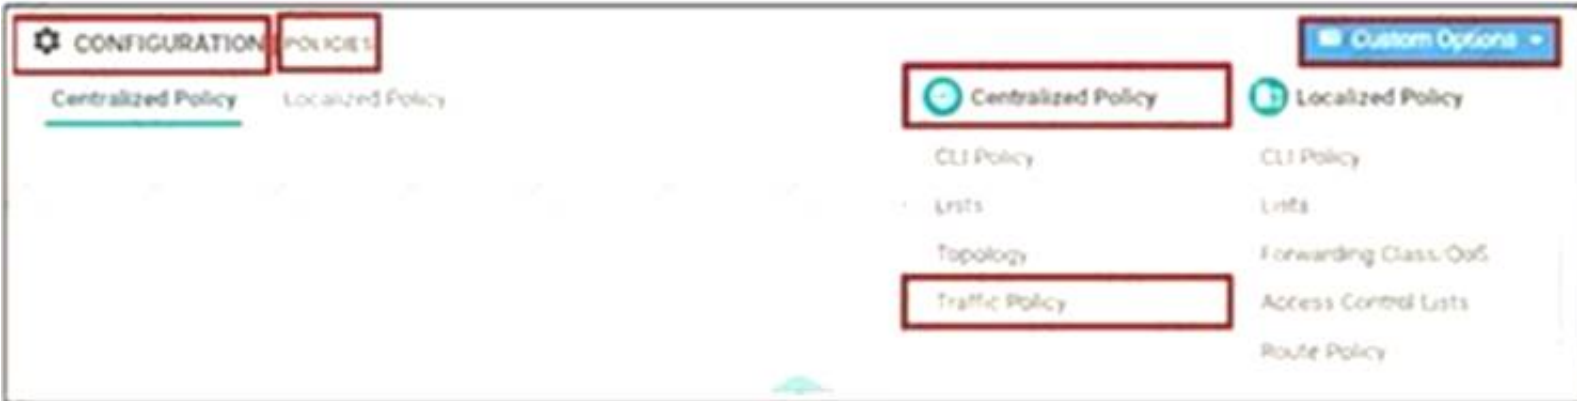 CONFIGURATION POLICIES
Custom Options
Centralized Policy Localized Policy
Centralized Policy
CLI Policy
Lists
Topology
Traffic Policy
Localized Policy
CLI Policy
Lists
Forwarding Class/QoS
Access Control Lists
Route Policy